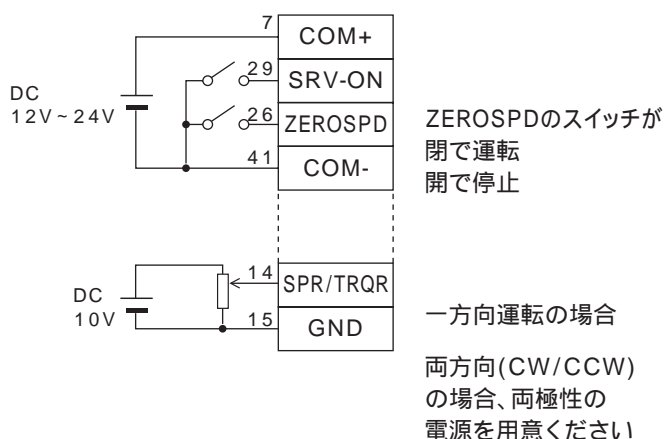 7
COM+
29
SRV-ON
DC
12V~24V
26
ZEROSPD
41
COM-
ZEROSPDのスイッチが
閉で運転
開で停止
14
SPR/TRQR
DC
10V
15
GND
一方向運転の場合
両方向(CW/CCW)
の場合、両極性の
電源を用意ください